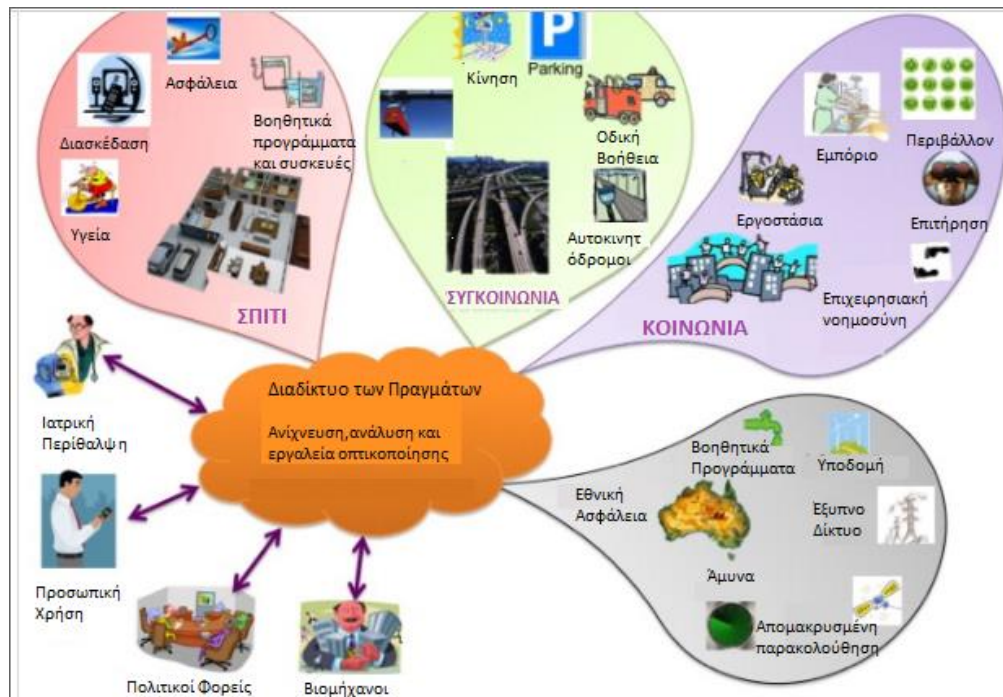 Ασφάλεια
Διασκέδαση
Βοηθητικά
προγράμματα
και συσκευές
Υγεία
ΣΠΙΤΙ
Κίνηση
P
Parking
Οδική
Βοήθεια
Αυτοκινητ
όδρομοι
ΣΥΓΚΟΙΝΩΝΙΑ
Εμπόριο
Περιβάλλον
Εργοστάσια
Επιτήρηση
Επιχειρησιακή
νοημοσύνη
ΚΟΙΝΩΝΙΑ
Διαδίκτυο των Πραγμάτων
Ανίχνευση,ανάλυση και
εργαλεία οπτικοποίησης
Ιατρική
Περίθαλψη
Προσωπική
Χρήση
Πολιτικοί Φορείς
Βιομήχανοι
Βοηθητικά
Προγράμματα
Υποδομή
Εθνική
Ασφάλεια
Έξυπνο
Δίκτυο
Άμυνα
Απομακρυσμένη
παρακολούθηση